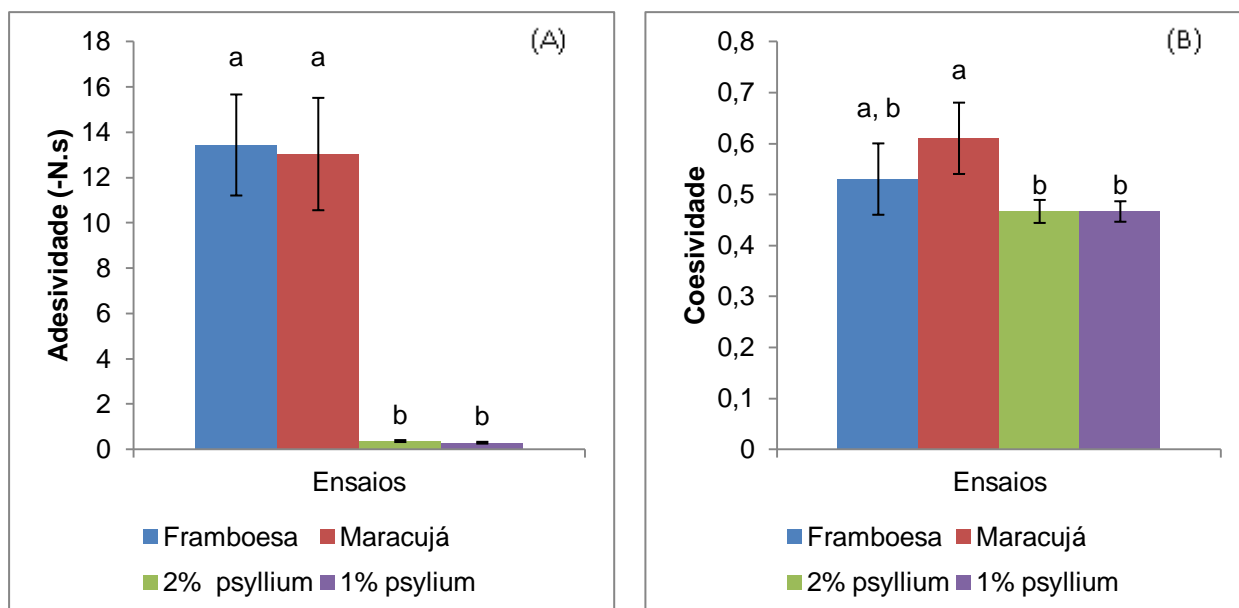 (A)
Adesividade (-N.s)
18
16
14
12
10
8
6
4
2
0
a a
b b
Ensaios
Framboesa Maracujá
2% psyllium 1% psylium
(B)
Coesividade
0,8
0,7
0,6
0,5
0,4
0,3
0,2
0,1
0
a, b a b b
Ensaios
Framboesa Maracujá
2% psyllium 1% psyllium